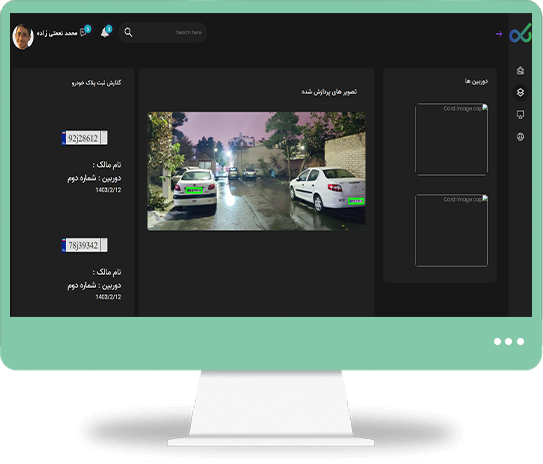 محمد نعمتی زاده
Search here
دوربین ها
Card image cap
Card image cap
تصویر های پردازش شده
گذارش ثبت پلاک خودرو
92j28612
نام مالک :
دوربین : شماره دوم
1403/2/12
78j39342
نام مالک :
دوربین : شماره دوم
1403/2/12